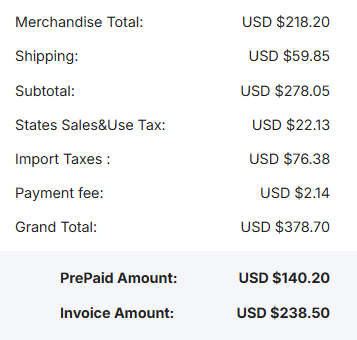 Merchandise Total: USD $218.20
Shipping: USD $59.85
Subtotal: USD $278.05
States Sales&Use Tax: USD $22.13
Import Taxes : USD $76.38
Payment fee: USD $2.14
Grand Total: USD $378.70
PrePaid Amount: USD $140.20
Invoice Amount: USD $238.50